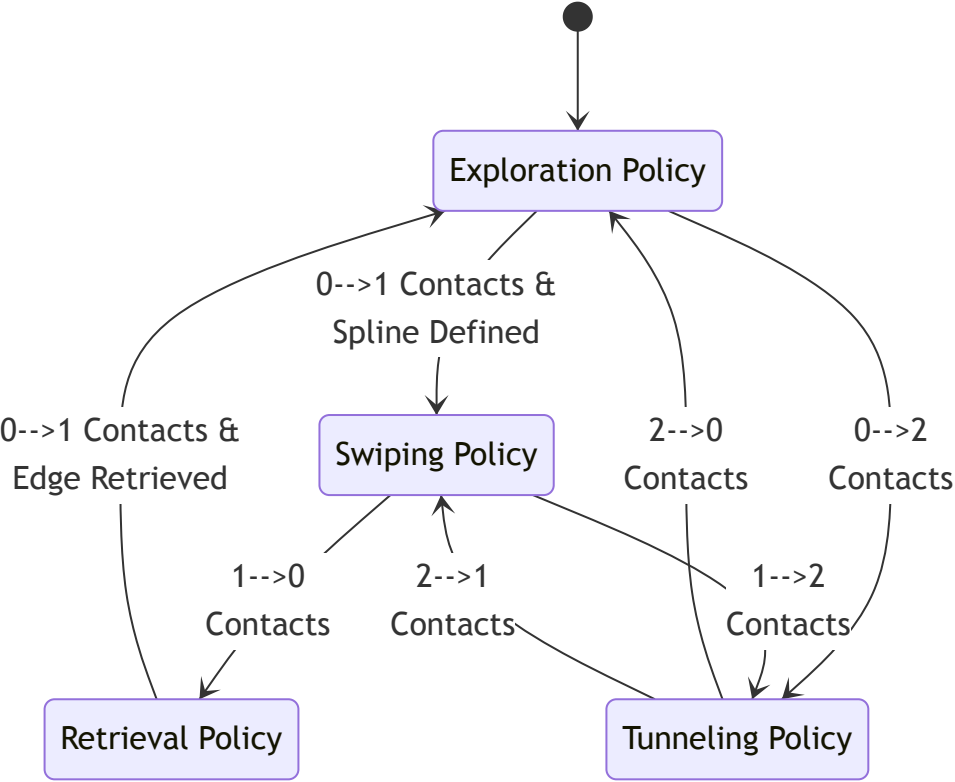 Exploration Policy
0-->1 Contacts &
Spline Defined
0-->1 Contacts &
Edge Retrieved
2-->0
Contacts
0-->2
Contacts
Swiping Policy
1-->0
Contacts
2-->1
Contacts
1-->2
Contacts
Retrieval Policy
Tunneling Policy